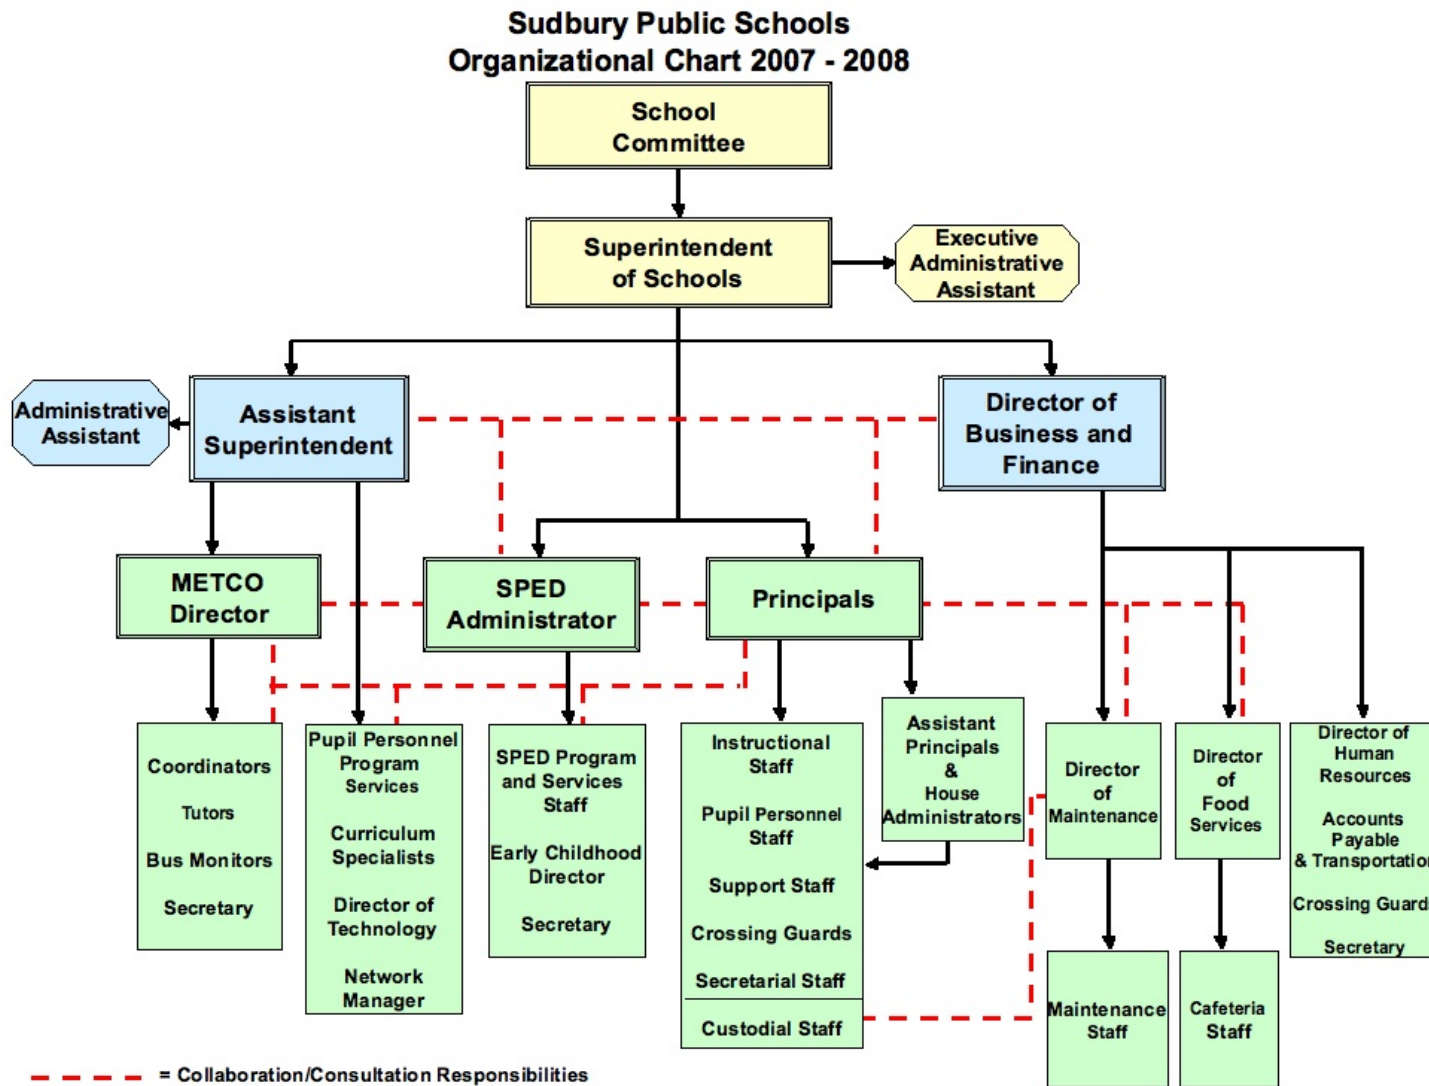 Sudbury Public Schools
Organizational Chart 2007 - 2008
School
Committee
Superintendent
of Schools
Executive
Administrative
Assistant
Administrative
Assistant
Assistant
Superintendent
Director of
Business and
Finance
METCO
Director
SPED
Administrator
Principals
Coordinators
Tutors
Bus Monitors
Secretary
Pupil Personnel
Program
Services
Curriculum
Specialists
Director of
Technology
Network
Manager
SPED Program
and Services
Staff
Early Childhood
Director
Secretary
Instructional
Staff
Pupil Personnel
Staff
Support Staff
Crossing Guards
Secretarial Staff
Custodial Staff
Assistant
Principals
&
House
Administrators
Director
of
Maintenance
Director
of
Food
Services
Director of
Human
Resources
Accounts
Payable
& Transportation
Crossing Guards
Secretary
Maintenance
Staff
Cafeteria
Staff
= Collaboration/Consultation Responsibilities